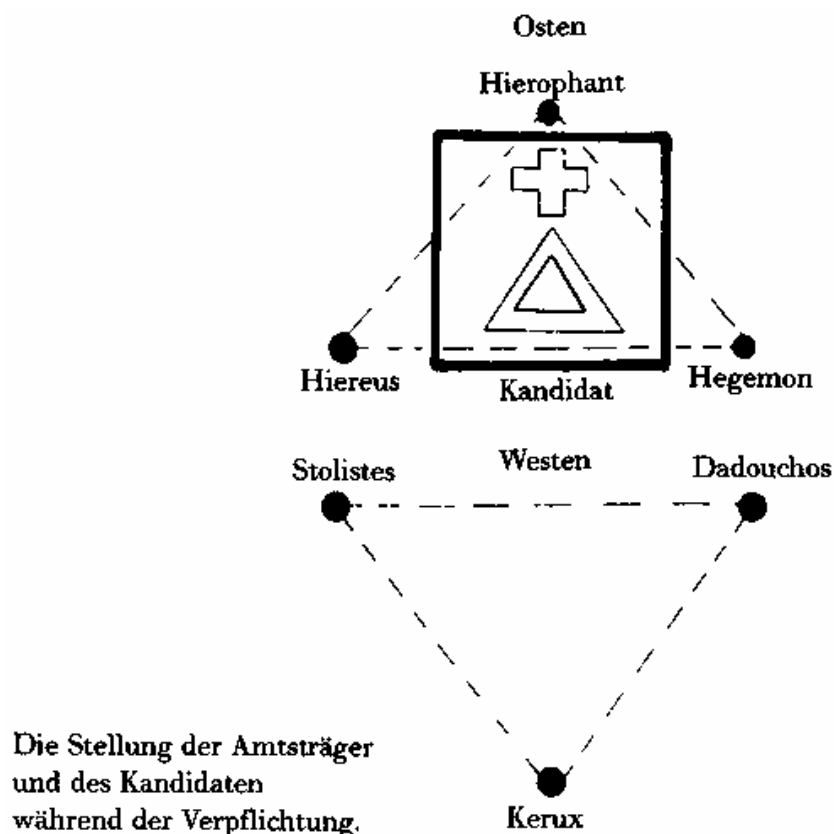 Osten
Hierophant
Hiereus
Kandidat
Hegemon
Stolistes
Westen
Dadouchos
Die Stellung der Amtsträger
und des Kandidaten
während der Verpflichtung.
Kerux